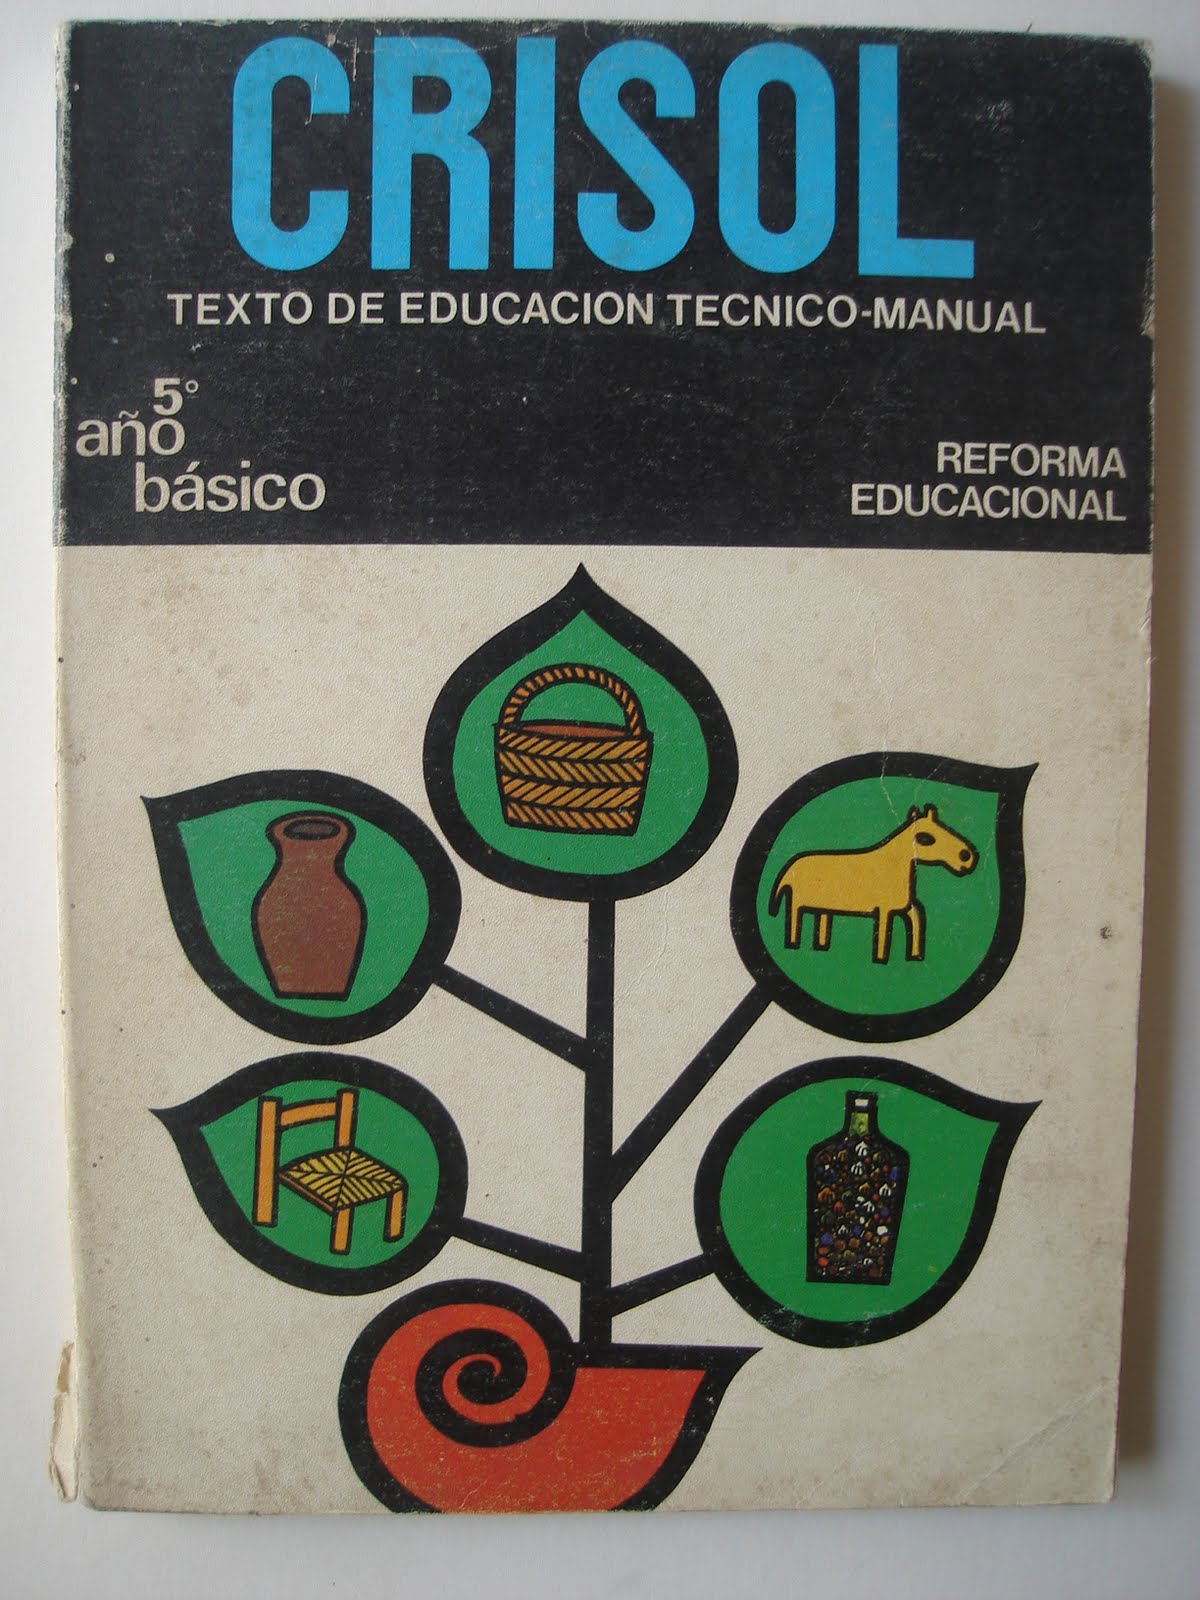 CRISOL
TEXTO DE EDUCACION TECNICO-MANUAL
5°
año
básico
REFORMA
EDUCACIONAL